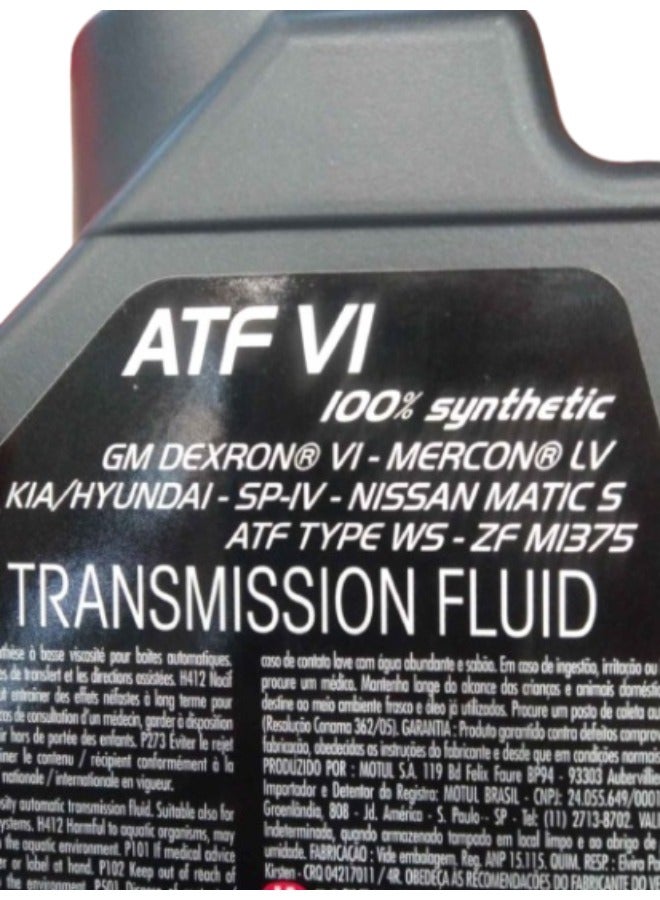 ATF VI
100% synthetic
GM DEXRON® VI - MERCON® LV
KIA/HYUNDAI - SP-IV - NISSAN MATIC S
ATF TYPE WS - ZF M1375
TRANSMISSION FLUID
à basse viscosité pour boîtes automatiques.
de transfert et les directions assistées. H412 Nocif
entraîner des effets néfastes à long terme pour
de consultation d'un médecin, garder à disposition
hors de portée des enfants. P273 Éviter le rejet
le contenu / récipient conformément à la
nationale / internationale en vigueur.
automatic transmission fluid. Suitable also for
H412 Harmful to aquatic organisms, may
the aquatic environment. P101 If medical advice
or label at hand. P102 Keep out of reach of
the environment. P501
caso de contato lave com água abundante e sabão. Em caso de ingestão, irritação ou
procure um médico. Mantenha longe do alcance das crianças e animais
destine ao meio ambiente frasco e óleo já utilizados. Procure um posto de coleta
(Resolução Conama 362/05). GARANTIA : Produto garantido contra defeitos
fabricação, obedecidas as instruções do fabricante e desde que em condições
PRODUZIDO POR : MOTUL S.A. 119 Bd Felix Faure BP94 - 93303
Importador e Detentor do Registro: MOTUL BRASIL - CNPJ: 24.055.649/0001
Groenlândia, 808 - Jd. América - S. Paulo - SP - Tel: (11) 2713-8702.
Indeterminada, quando armazenado tampado em local limpo e ao abrigo de
umidade. FABRICAÇÃO : Vide embalagem. Reg. ANP 15.115. QUIM. RESP.: Elvira
Kirsten - CRQ 04217011 / 4R. OBEDEÇA AS RECOMENDAÇÕES DO FABRICANTE DO